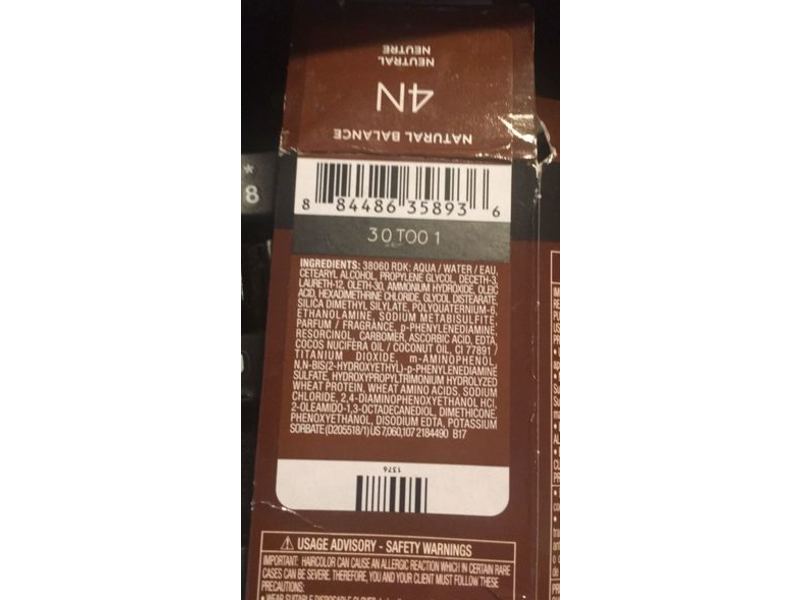 NEUTRAL
NEUTRE
4N
NATURAL BALANCE
*
8
8 84486 35893 6
30T001
INGREDIENTS: 38060 RDK: AQUA / WATER / EAU,
CETEARYL ALCOHOL, PROPYLENE GLYCOL, DECETH-3,
LAURETH-12, OLETH-30, AMMONIUM HYDROXIDE, OLEIC
ACID, HEXADIMETHRINE CHLORIDE, GLYCOL DISTEARATE,
SILICA DIMETHYL SILYLATE, POLYQUATERNIUM-6,
ETHANOLAMINE, SODIUM METABISULFITE,
PARFUM / FRAGRANCE, p-PHENYLENEDIAMINE,
RESORCINOL, CARBOMER, ASCORBIC ACID, EDTA,
COCOS NUCIFERA OIL / COCONUT OIL, CI 77891 /
TITANIUM DIOXIDE, m-AMINOPHENOL,
N,N-BIS(2-HYDROXYETHYL)-p-PHENYLENEDIAMINE
SULFATE, HYDROXYPROPYLTRIMONIUM HYDROLYZED
WHEAT PROTEIN, WHEAT AMINO ACIDS, SODIUM
CHLORIDE, 2,4-DIAMINOPHENOXYETHANOL HCl,
2-OLEAMIDO-1,3-OCTADECANEDIOL, DIMETHICONE,
PHENOXYETHANOL, DISODIUM EDTA, POTASSIUM
SORBATE (D205518/1) US 7,060,107 2184490 B17
1376
USAGE ADVISORY - SAFETY WARNINGS
IMPORTANT: HAIRCOLOR CAN CAUSE AN ALLERGIC REACTION WHICH IN CERTAIN RARE
CASES CAN BE SEVERE. THEREFORE, YOU AND YOUR CLIENT MUST FOLLOW THESE
PRECAUTIONS: